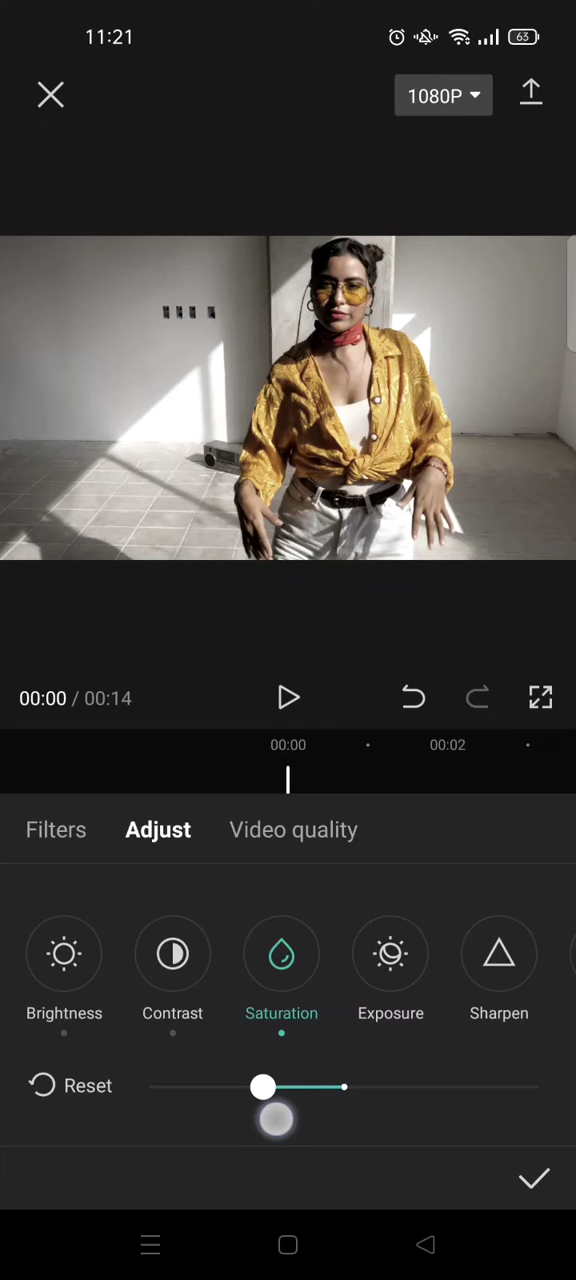 11:21
63
1080P
00:00 / 00:14
00:00
00:02
Filters
Adjust
Video quality
Brightness
Contrast
Saturation
Exposure
Sharpen
Reset